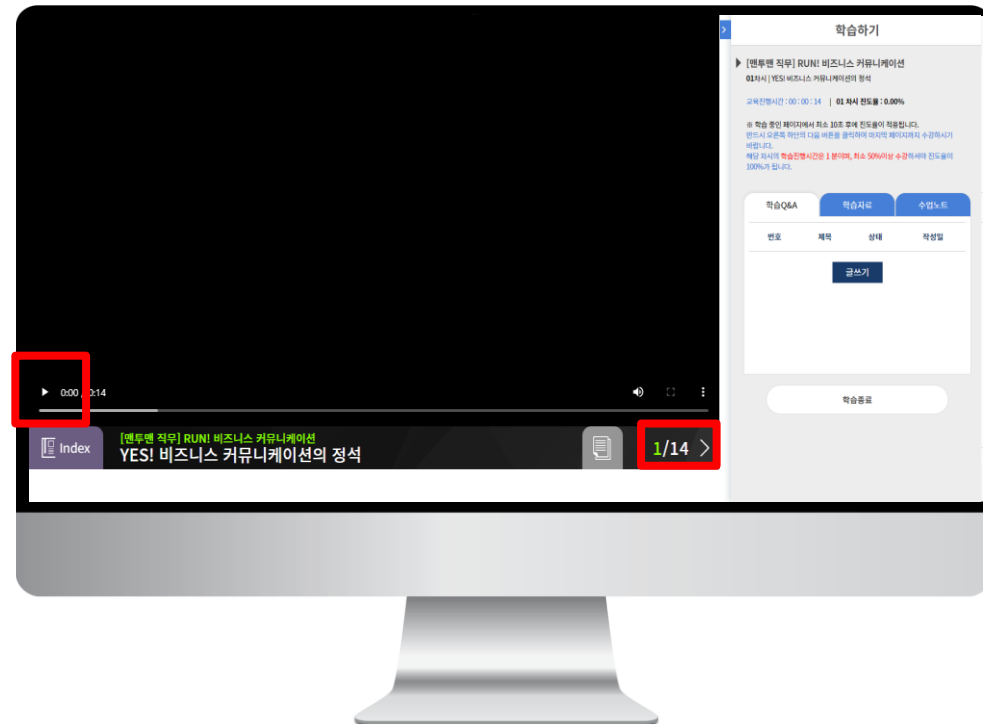 학습하기
[맨투맨 직무] RUN! 비즈니스 커뮤니케이션
01차시 | YES! 비즈니스 커뮤니케이션의 정석
교육진행시간 : 00 : 00 : 14 | 01 차시 진도율 : 0.00%
※ 학습 중인 페이지에서 최소 10초 후에 진도율이 적용됩니다.
반드시 오른쪽 하단의 다음 버튼을 클릭하여 마지막 페이지까지 수강하시기
바랍니다.
해당 차시의 학습진행시간은 1 분이며, 최소 50%이상 수강하셔야 진도율이
100%가 됩니다.
학습Q&A 학습자료 수업노트
번호 제목 상태 작성일
글쓰기
학습종료
0:00 / 0:14
Index
[맨투맨 직무] RUN! 비즈니스 커뮤니케이션
YES! 비즈니스 커뮤니케이션의 정석
1/14